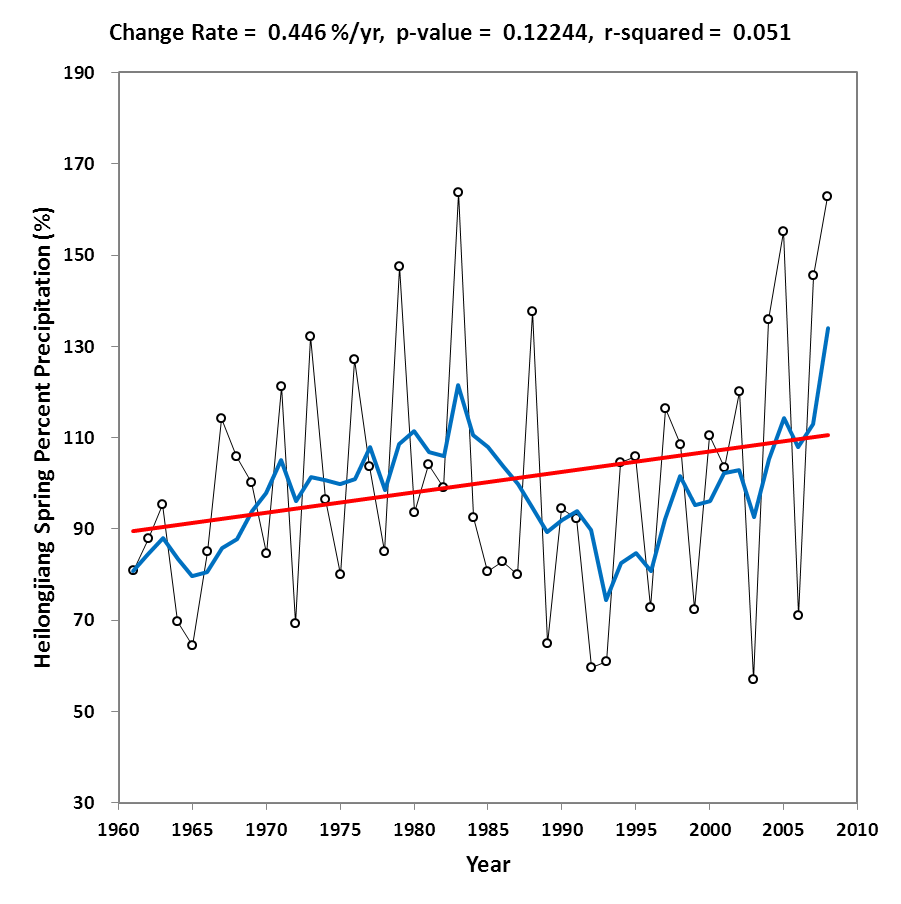 Change Rate = 0.446 %/yr, p-value = 0.12244, r-squared = 0.051
190
170
150
130
110
90
70
50
30
Heilongjiang Spring Percent Precipitation (%)
1960 1965 1970 1975 1980 1985 1990 1995 2000 2005 2010
Year